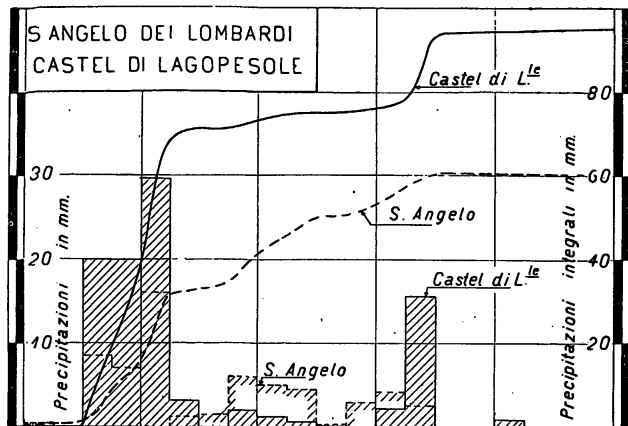 S ANGELO DEI LOMBARDI
CASTEL DI LAGOPESOLE
Castel di L.le
80
30
Precipitazioni in mm.
S. Angelo
60
Precipitazioni integrali in mm.
20
Castel di L.le
40
10
S. Angelo
20